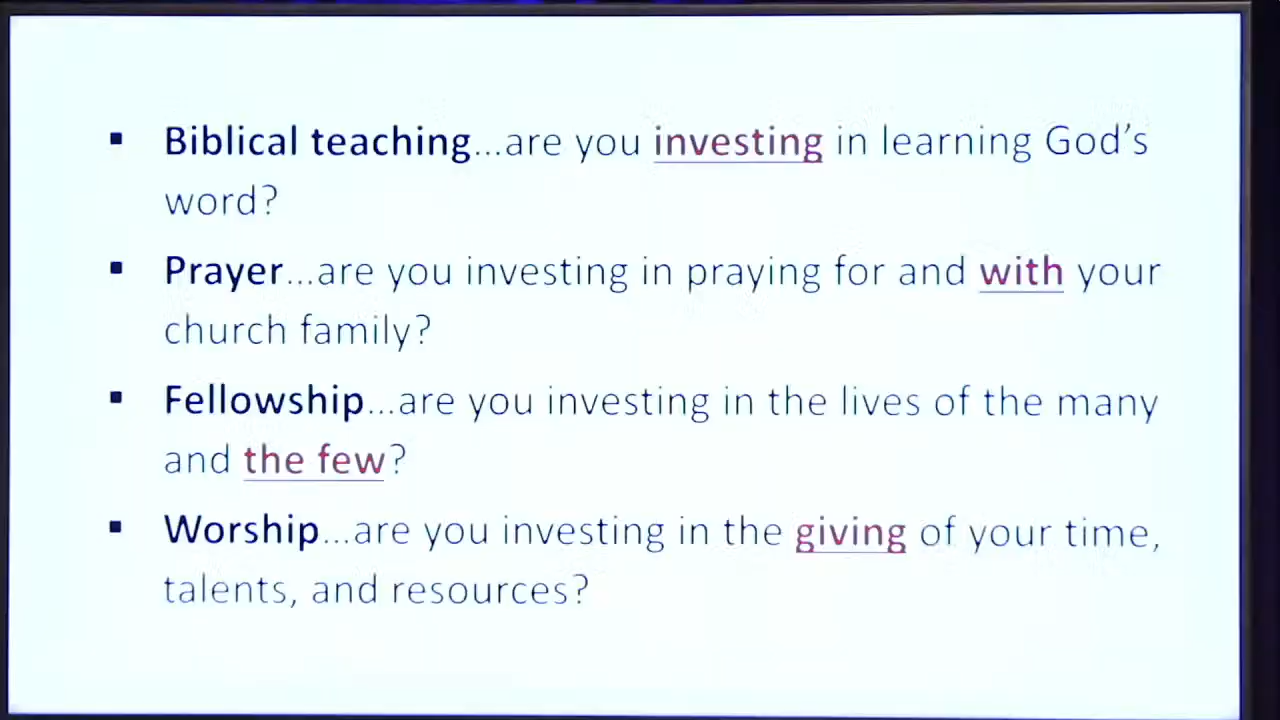 ▪ Biblical teaching...are you investing in learning God's
word?
▪ Prayer...are you investing in praying for and with your
church family?
▪ Fellowship...are you investing in the lives of the many
and the few?
▪ Worship...are you investing in the giving of your time,
talents, and resources?